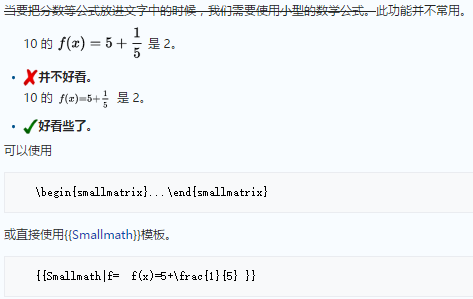 当要把分数等公式放进文字中的时候，我们需要使用小型的数学公式。此功能并不常用。
10 的 f(x) = 5 + 1/5 是 2。
并不好看。
10 的 f(x)=5+1/5 是 2。
好看些了。
可以使用
\begin{smallmatrix}...\end{smallmatrix}
或直接使用{{Smallmath}}模板。
{{Smallmath|f=  f(x)=5+\frac{1}{5} }}